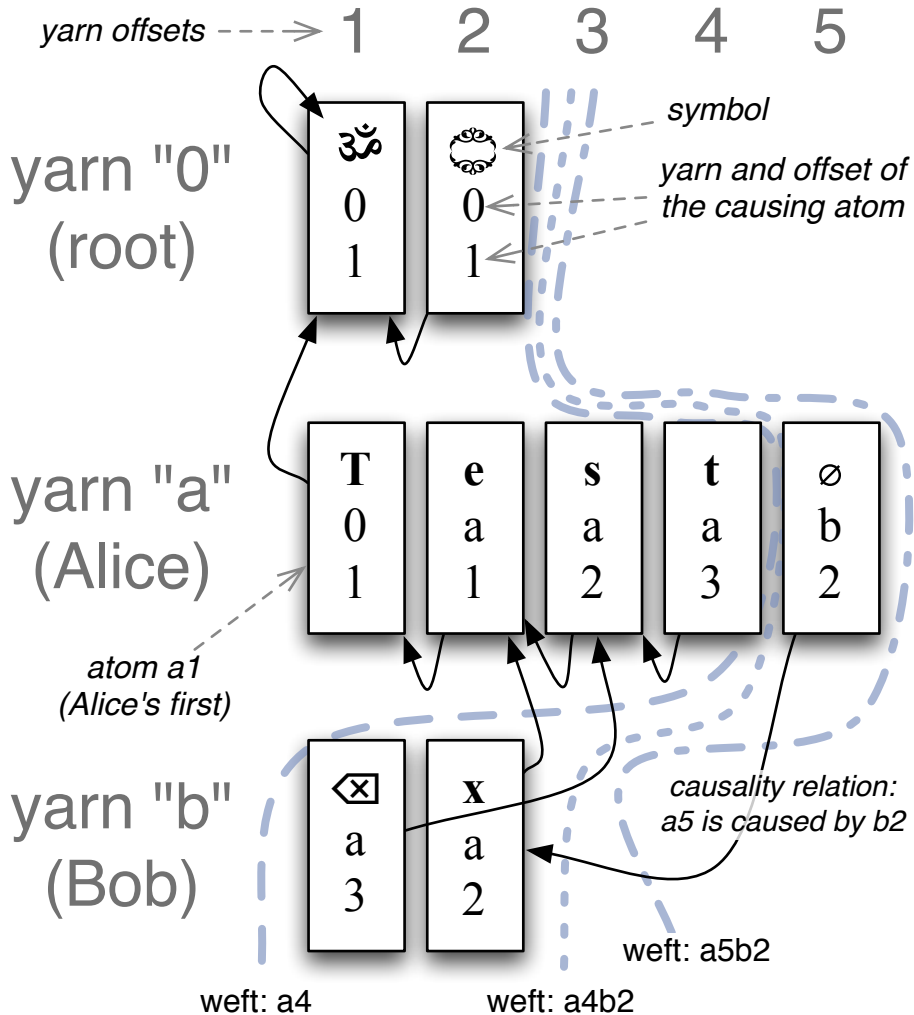 yarn offsets
1 2 3 4 5
symbol
yarn and offset of
the causing atom
yarn "0"
(root)
ॐ
0 0
1 1
yarn "a"
(Alice)
T e s t ∅
0 a a a b
1 1 2 3 2
atom a1
(Alice's first)
yarn "b"
(Bob)
⌫ x
a a
3 2
causality relation:
a5 is caused by b2
weft: a5b2
weft: a4
weft: a4b2